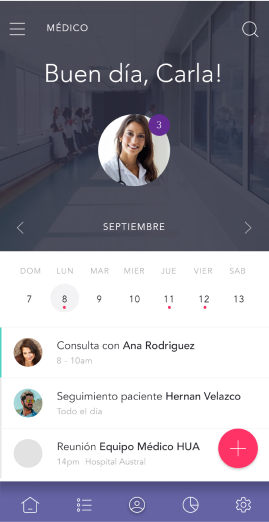 MÉDICO
Buen día, Carla!
3
SEPTIEMBRE
DOM LUN MAR MIER JUE VIER SAB
7 8 9 10 11 12 13
Consulta con Ana Rodriguez
8 - 10am
Seguimiento paciente Hernan Velazco
Todo el día
Reunión Equipo Médico HUA
14pm Hospital Austral